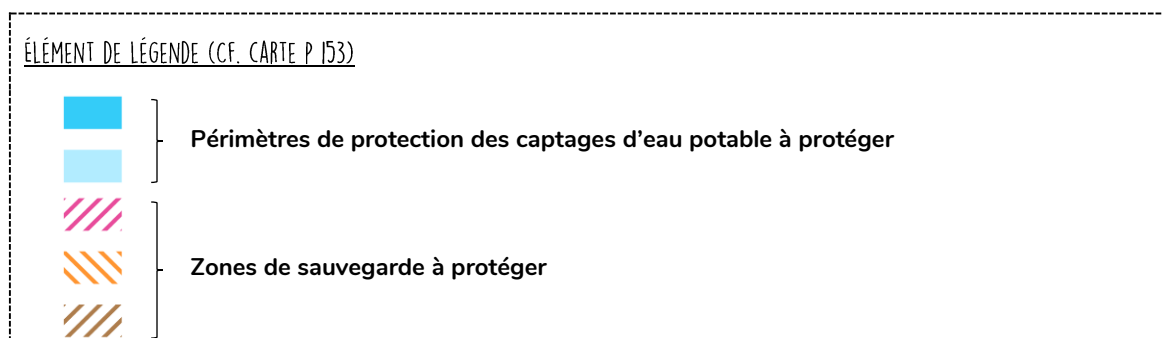 ÉLÉMENT DE LÉGENDE (CF. CARTE P 153)
Périmètres de protection des captages d’eau potable à protéger
Zones de sauvegarde à protéger